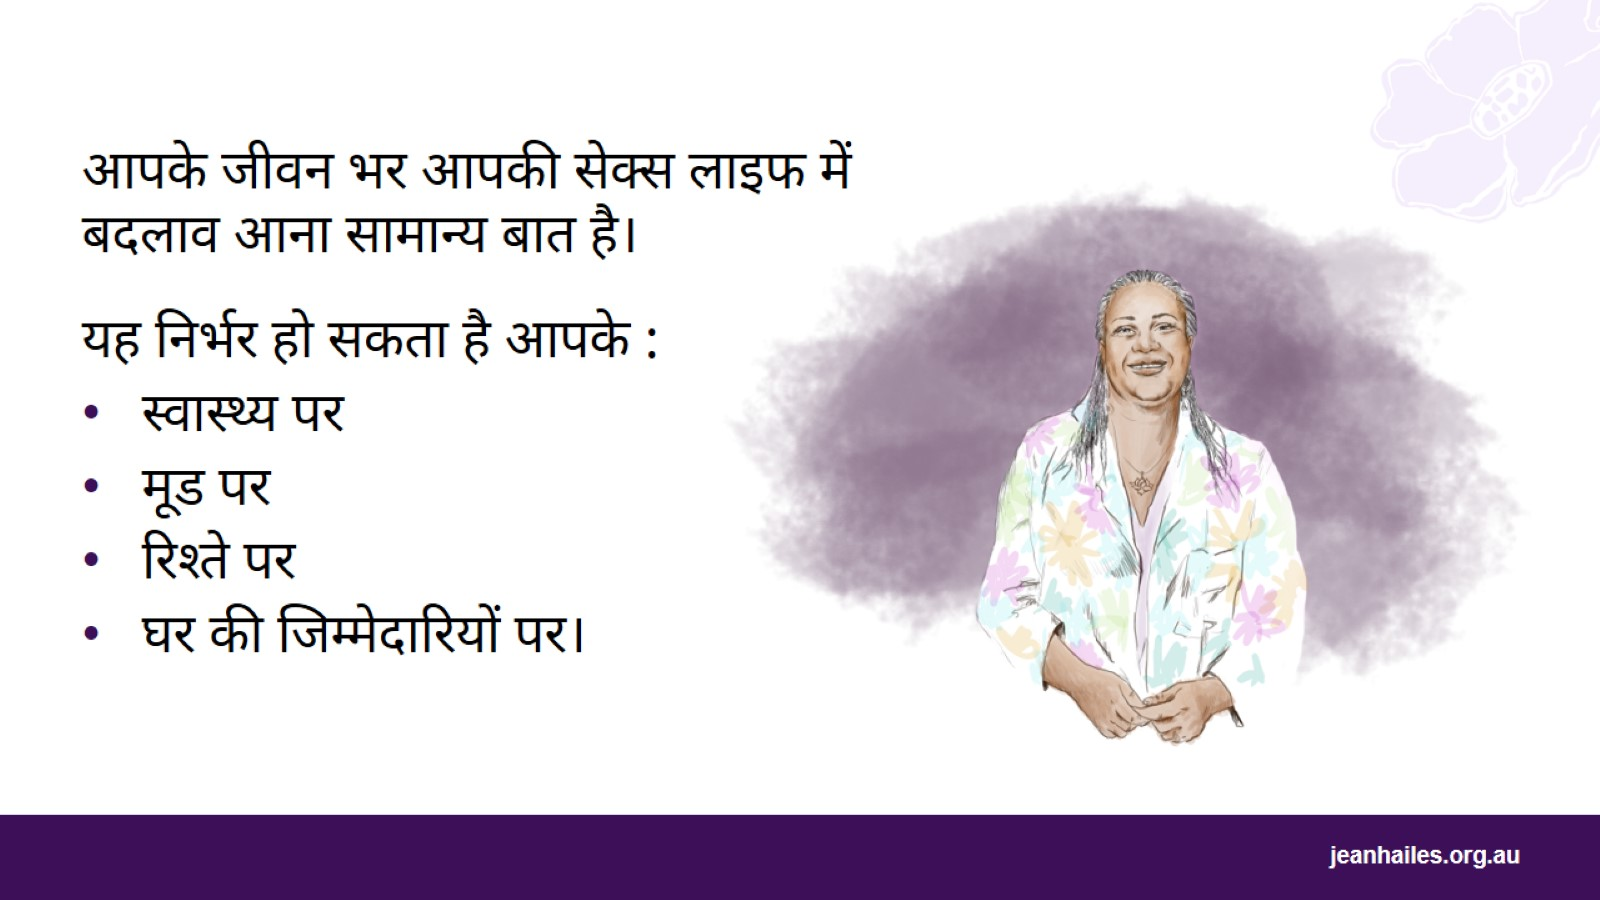 आपके जीवन भर आपकी सेक्स लाइफ में
बदलाव आना सामान्य बात है।
यह निर्भर हो सकता है आपके :
• स्वास्थ्य पर
• मूड पर
• रिश्ते पर
• घर की जिम्मेदारियों पर।
jeanhailes.org.au